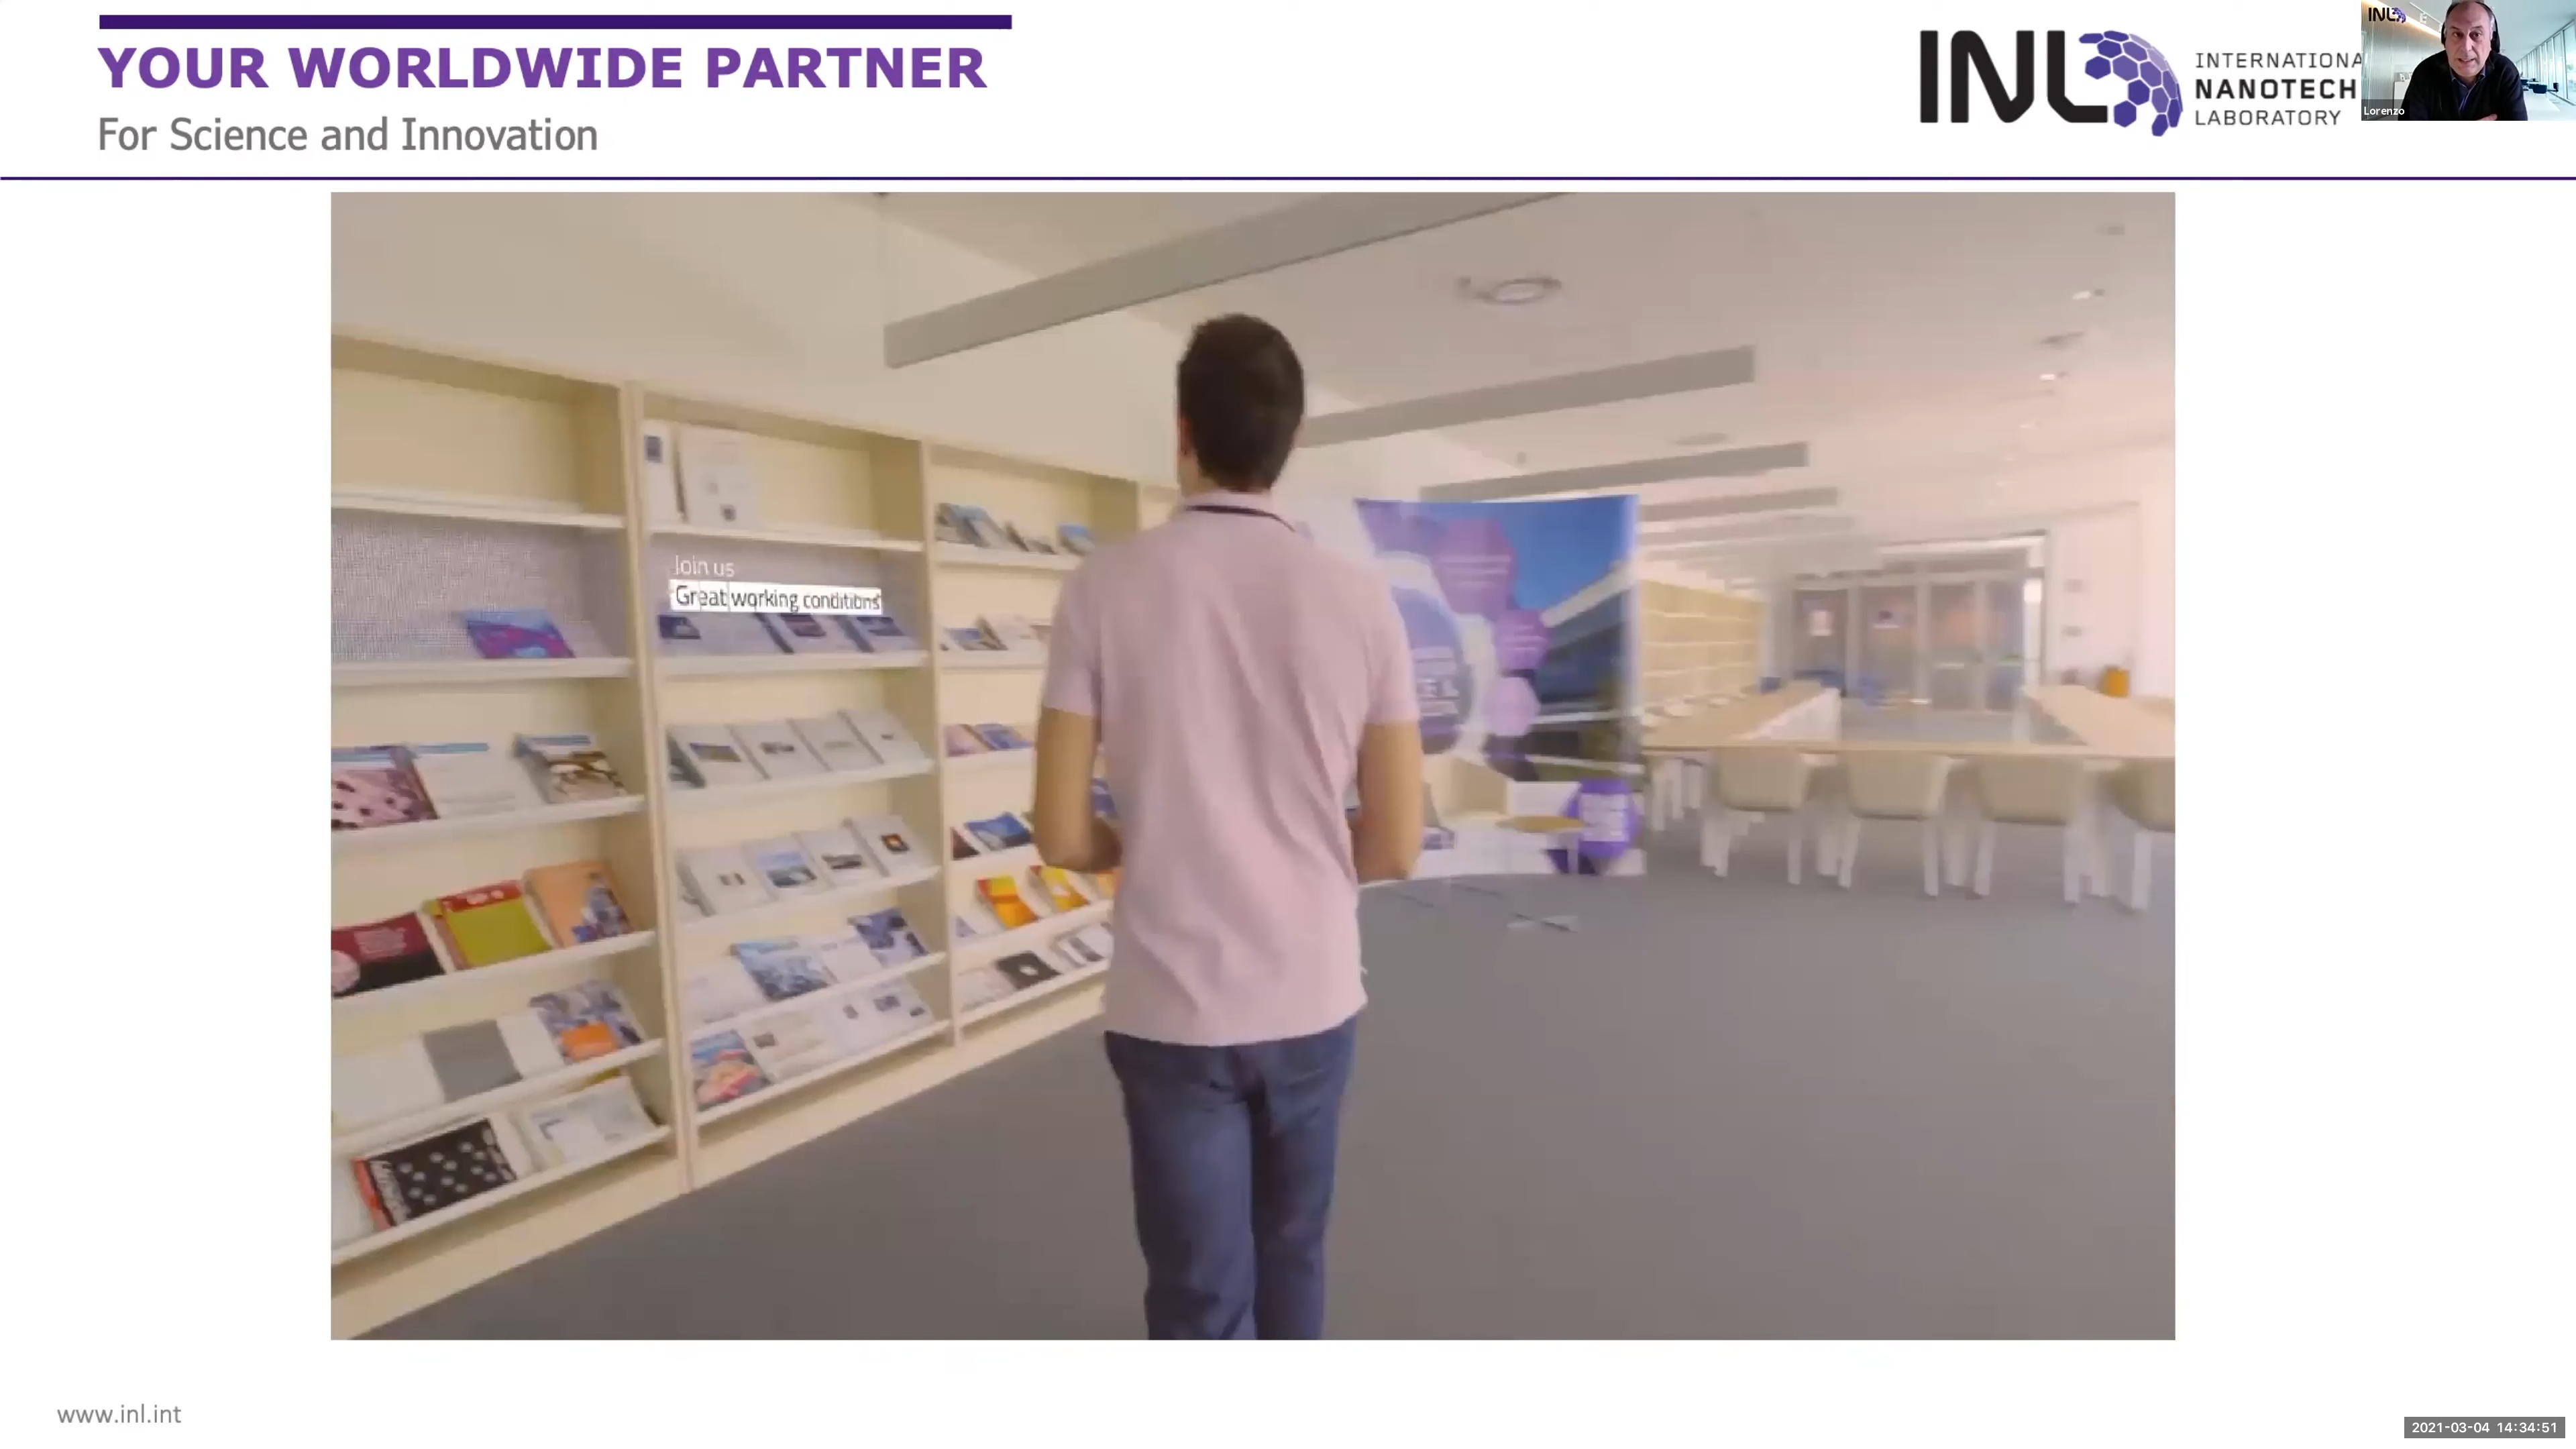 YOUR WORLDWIDE PARTNER
For Science and Innovation
INL
INTERNATIONA
NANOTECH
LABORATORY
INL
Lorenzo
Join us
Great working conditions
www.inl.int
2021-03-04 14:34:51